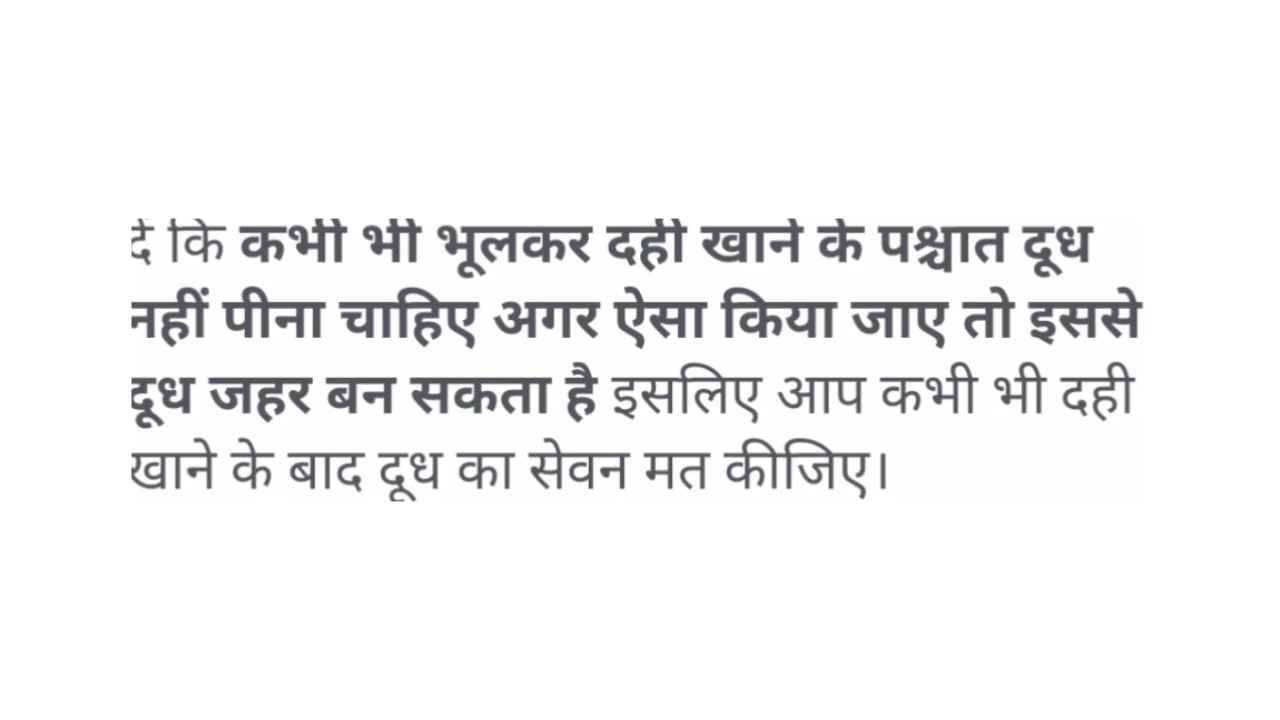 दें कि कभी भी भूलकर दही खाने के पश्चात दूध
नहीं पीना चाहिए अगर ऐसा किया जाए तो इससे
दूध जहर बन सकता है इसलिए आप कभी भी दही
खाने के बाद दूध का सेवन मत कीजिए।